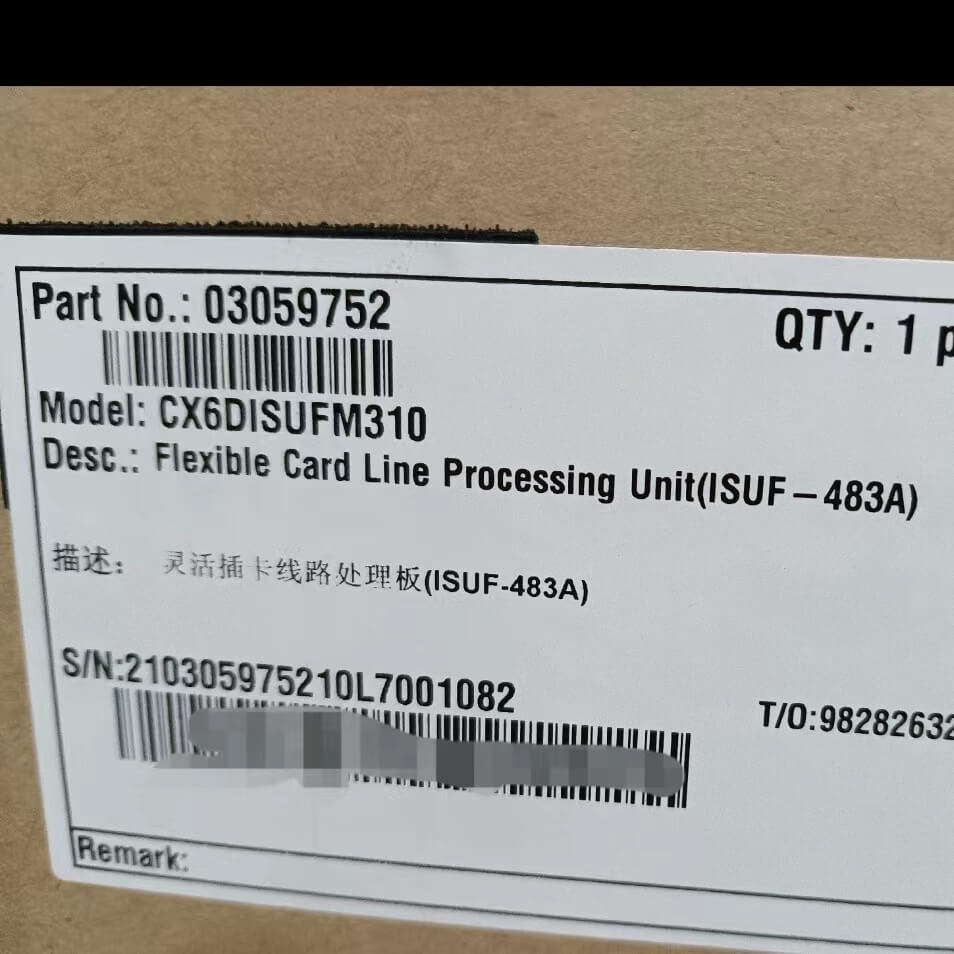 Part No.: 03059752
QTY: 1 p
Model: CX6DISUFM310
Desc.: Flexible Card Line Processing Unit(ISUF-483A)
描述： 灵活插卡线路处理板(ISUF-483A)
S/N:210305975210L7001082
T/O:98282632
Remark: